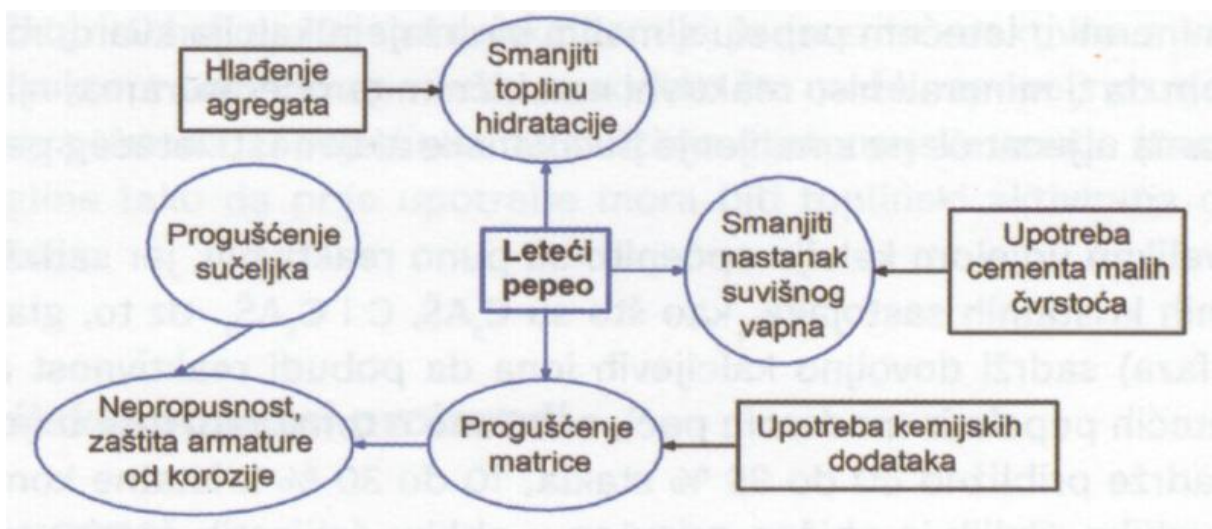 Hlađenje
agregata
Smanjiti
toplinu
hidratacije
Progušćenje
sučeljka
Leteći
pepeo
Smanjiti
nastanak
suvišnog
vapna
Upotreba
cementa malih
čvrstoća
Nepropusnost,
zaštita armature
od korozije
Progušćenje
matrice
Upotreba kemijskih
dodataka